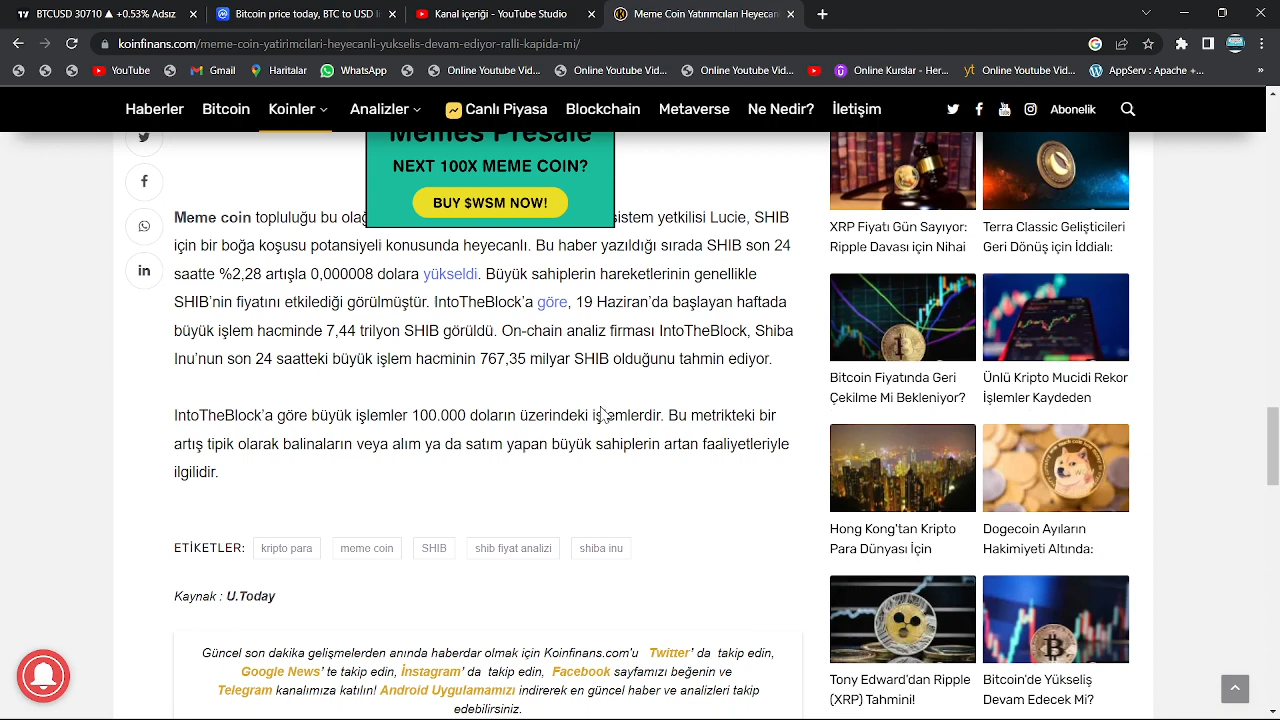 BTCUSD 30710 ▲ +0.53% Adsız
Bitcoin price today, BTC to USD l
Kanal içeriği - YouTube Studio
Meme Coin Yatırımcıları Heyecan
koinfinans.com/meme-coin-yatirimcilari-heyecanli-yukselis-devam-ediyor-ralli-kapida-mi/
YouTube
Gmail
Haritalar
WhatsApp
Online Youtube Vid...
Online Youtube Vid...
Online Youtube Vid...
Online Kurslar - Her...
yt Online Youtube Vid...
AppServ : Apache +...
Haberler
Bitcoin
Koinler
Analizler
Canlı Piyasa
Blockchain
Metaverse
Ne Nedir?
İletişim
Abonelik
Memes Presale
NEXT 100X MEME COIN?
BUY $WSM NOW!
Meme coin topluluğu bu olağ sistem yetkilisi Lucie, SHIB
için bir boğa koşusu potansiyeli konusunda heyecanlı. Bu haber yazıldığı sırada SHIB son 24
saatte %2,28 artışla 0,000008 dolara yükseldi. Büyük sahiplerin hareketlerinin genellikle
SHIB'nin fiyatını etkilediği görülmüştür. IntoTheBlock'a göre, 19 Haziran'da başlayan haftada
büyük işlem hacminde 7,44 trilyon SHIB görüldü. On-chain analiz firması IntoTheBlock, Shiba
Inu'nun son 24 saatteki büyük işlem hacminin 767,35 milyar SHIB olduğunu tahmin ediyor.
IntoTheBlock'a göre büyük işlemler 100.000 doların üzerindeki işlemlerdir. Bu metrikteki bir
artış tipik olarak balinaların veya alım ya da satım yapan büyük sahiplerin artan faaliyetleriyle
ilgilidir.
ETİKETLER: kripto para meme coin SHIB shib fiyat analizi shiba inu
Kaynak : U.Today
Güncel son dakika gelişmelerden anında haberdar olmak için Koinfinans.com'u Twitter' da takip edin,
Google News' te takip edin, İnstagram' da takip edin, Facebook sayfamızı beğenin ve
Telegram kanalımıza katılın! Android Uygulamamızı indirerek en güncel haber ve analizleri takip
edebilirsiniz.
XRP Fiyatı Gün Sayıyor:
Ripple Davası için Nihai
Terra Classic Geliştiricileri
Geri Dönüş için İddialı:
Bitcoin Fiyatında Geri
Çekilme Mi Bekleniyor?
Ünlü Kripto Mucidi Rekor
İşlemler Kaydeden
Hong Kong'tan Kripto
Para Dünyası İçin
Dogecoin Ayıların
Hakimiyeti Altında:
Tony Edward'dan Ripple
(XRP) Tahmini!
Bitcoin'de Yükseliş
Devam Edecek Mi?